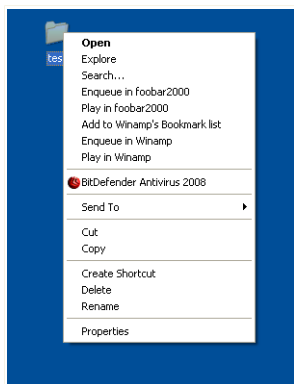 tes
Open
Explore
Search...
Enqueue in foobar2000
Play in foobar2000
Add to Winamp's Bookmark list
Enqueue in Winamp
Play in Winamp
BitDefender Antivirus 2008
Send To
Cut
Copy
Create Shortcut
Delete
Rename
Properties